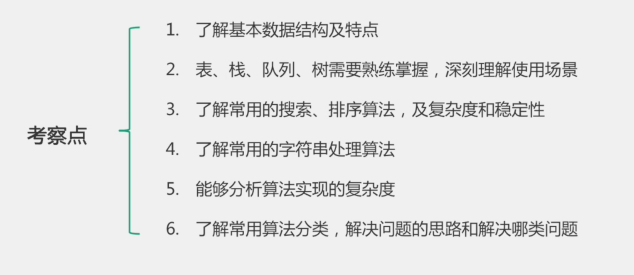 考察点
1. 了解基本数据结构及特点
2. 表、栈、队列、树需要熟练掌握，深刻理解使用场景
3. 了解常用的搜索、排序算法，及复杂度和稳定性
4. 了解常用的字符串处理算法
5. 能够分析算法实现的复杂度
6. 了解常用算法分类，解决问题的思路和解决哪类问题